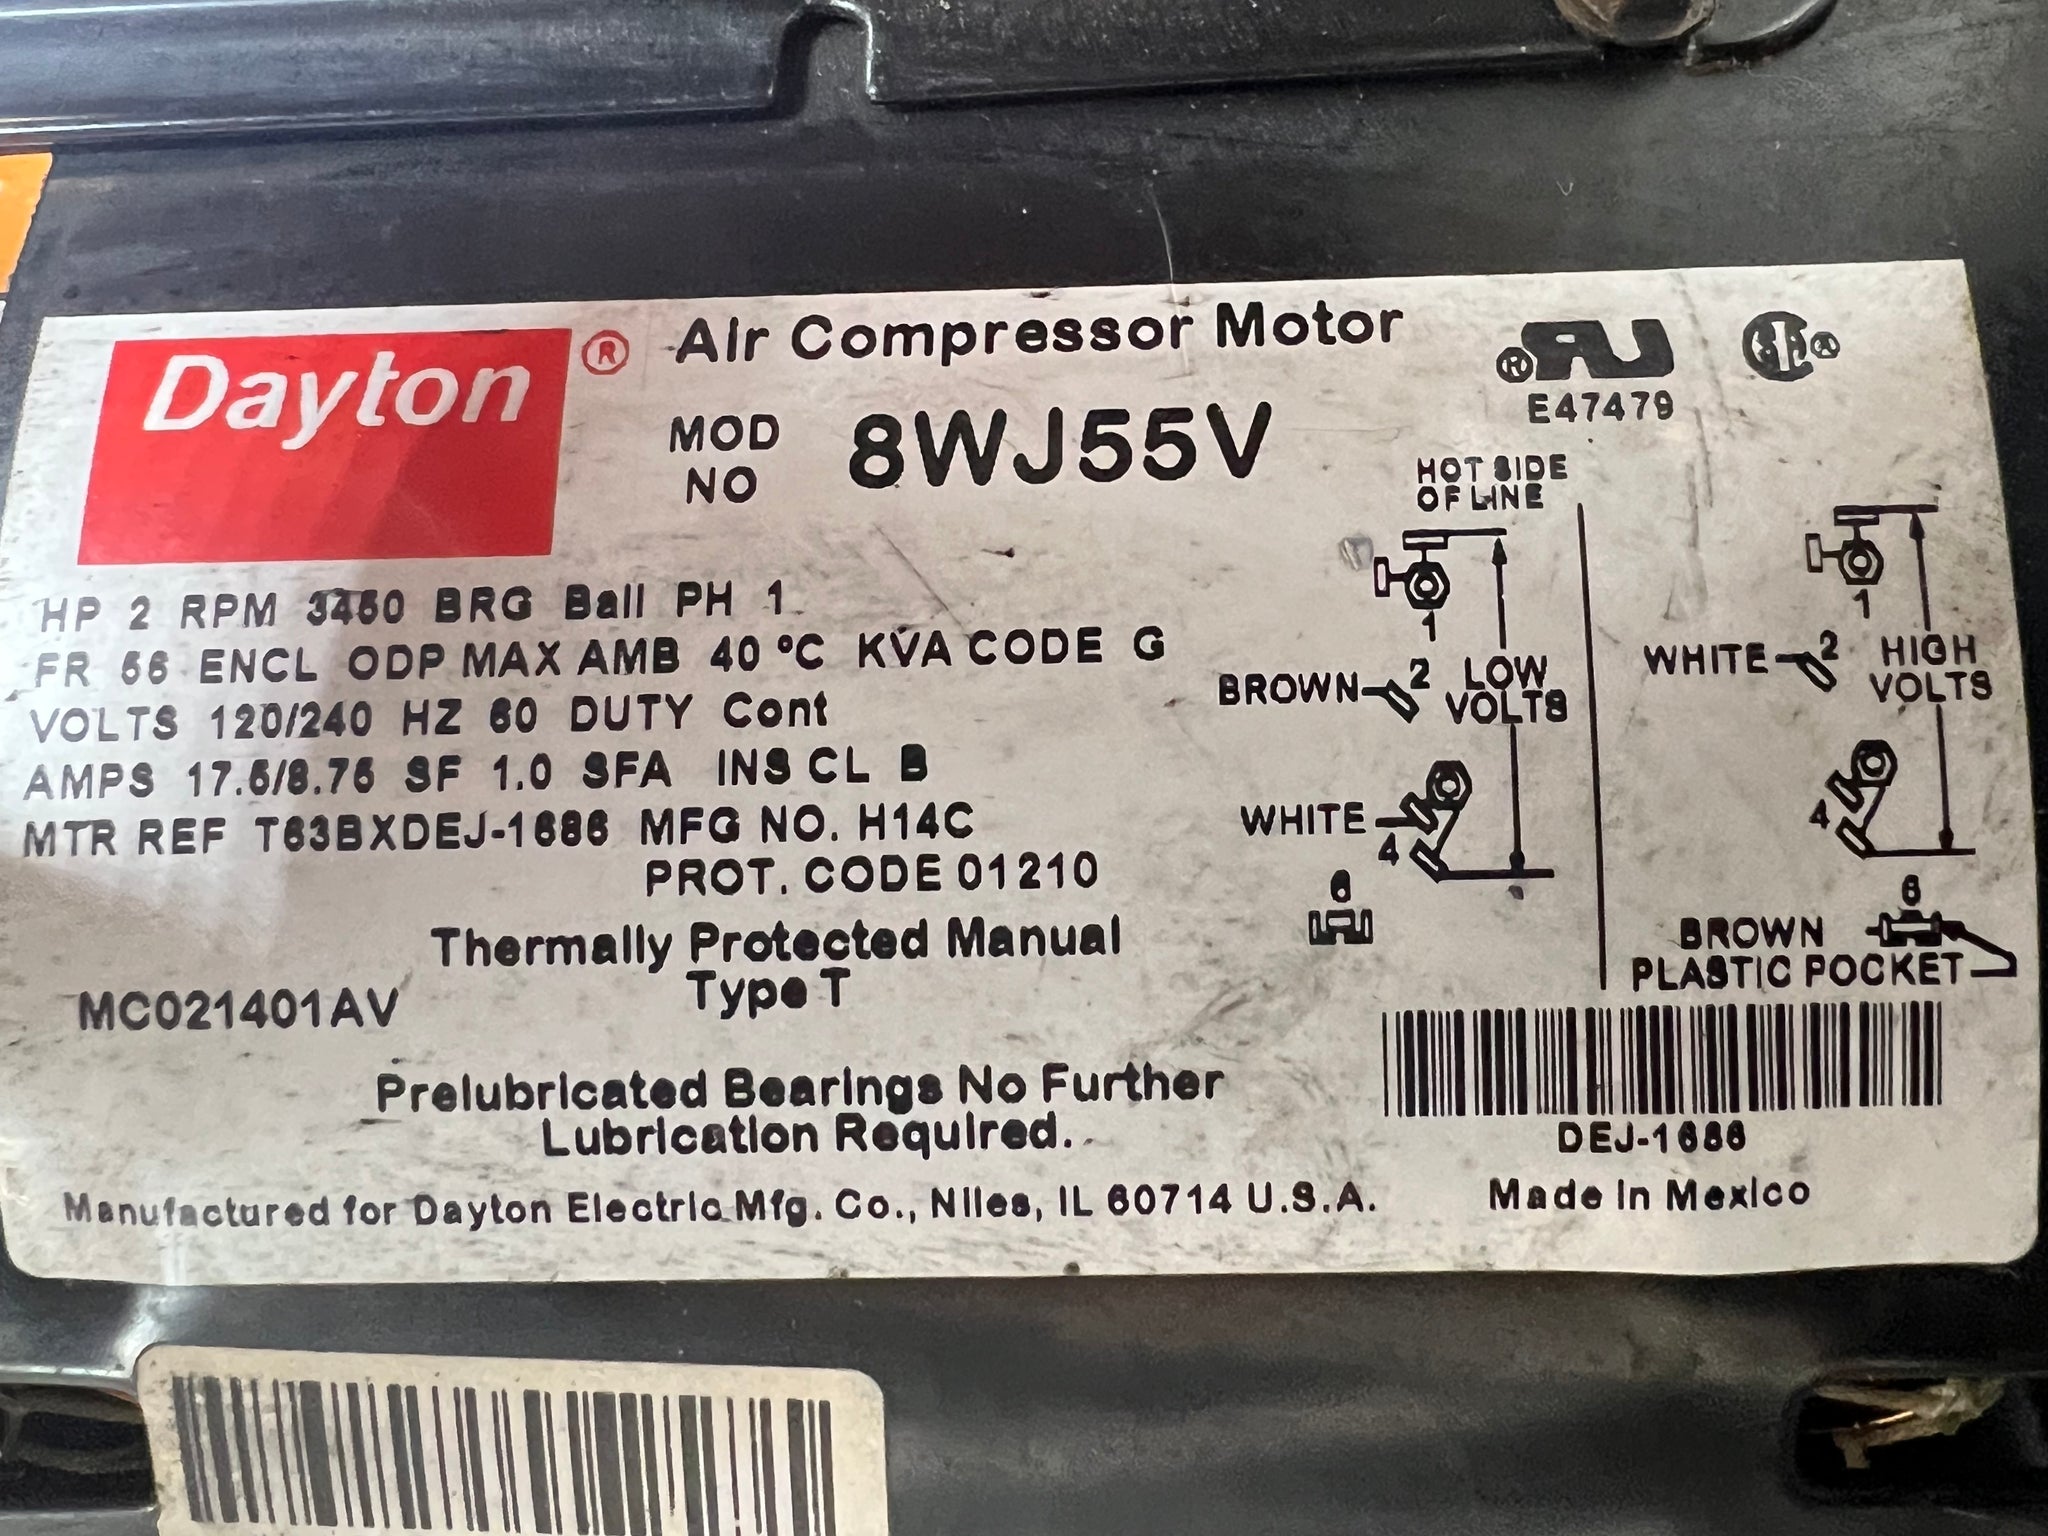 Dayton® Air Compressor Motor
MOD NO 8WJ55V
E47479
HP 2 RPM 3450 BRG Ball PH 1
FR 56 ENCL ODP MAX AMB 40 °C KVA CODE G
VOLTS 120/240 HZ 60 DUTY Cont
AMPS 17.5/8.75 SF 1.0 SFA INS CL B
MTR REF T63BXDEJ-1686 MFG NO. H14C
PROT. CODE 01210
Thermally Protected Manual
Type T
MC021401AV
Prelubricated Bearings No Further
Lubrication Required.
Manufactured for Dayton Electric Mfg. Co., Niles, IL 60714 U.S.A.
HOT SIDE
OF LINE
1
BROWN 2 LOW
VOLTS
WHITE
4
6
1
WHITE 2 HIGH
VOLTS
4
6
BROWN
PLASTIC POCKET
DEJ-1686
Made in Mexico